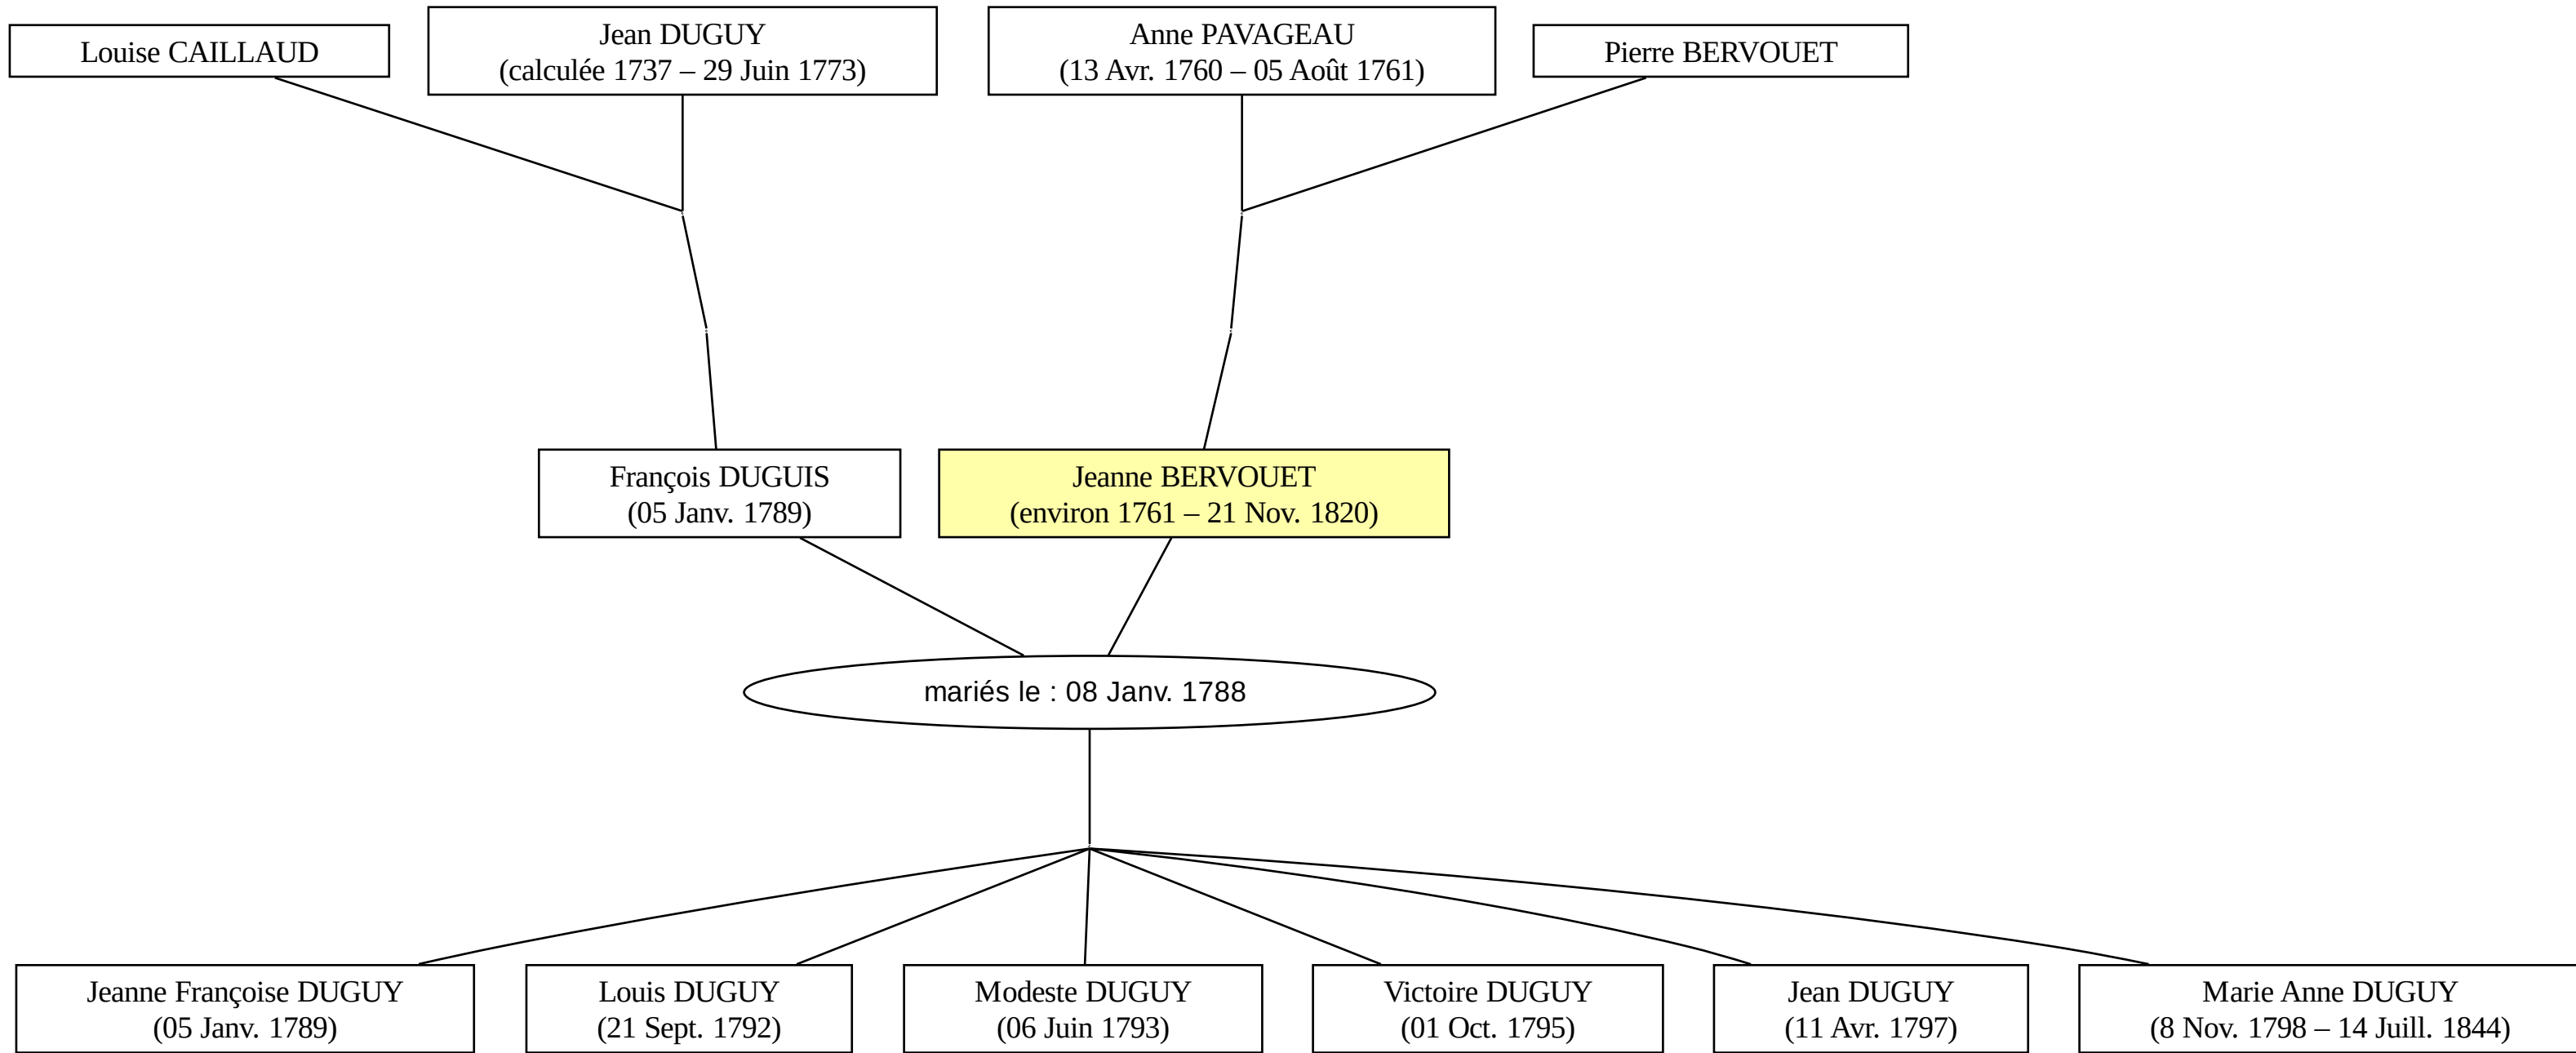 Louise CAILLAUD
Jean DUGUY
(calculée 1737 – 29 Juin 1773)
Anne PAVAGEAU
(13 Avr. 1760 – 05 Août 1761)
Pierre BERVOUET
François DUGUIS
(05 Janv. 1789)
Jeanne BERVOUET
(environ 1761 – 21 Nov. 1820)
mariés le : 08 Janv. 1788
Jeanne Françoise DUGUY
(05 Janv. 1789)
Louis DUGUY
(21 Sept. 1792)
Modeste DUGUY
(06 Juin 1793)
Victoire DUGUY
(01 Oct. 1795)
Jean DUGUY
(11 Avr. 1797)
Marie Anne DUGUY
(8 Nov. 1798 – 14 Juill. 1844)